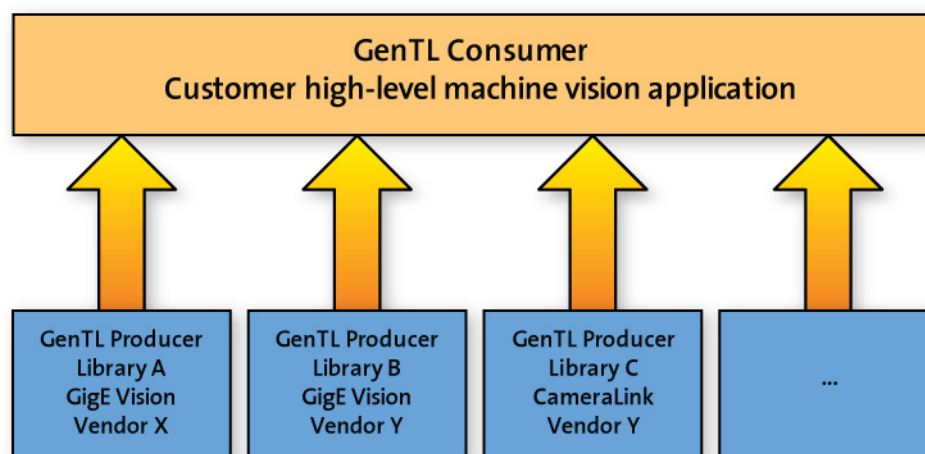 GenTL Consumer
Customer high-level machine vision application
GenTL Producer
Library A
GigE Vision
Vendor X
GenTL Producer
Library B
GigE Vision
Vendor Y
GenTL Producer
Library C
CameraLink
Vendor Y
...